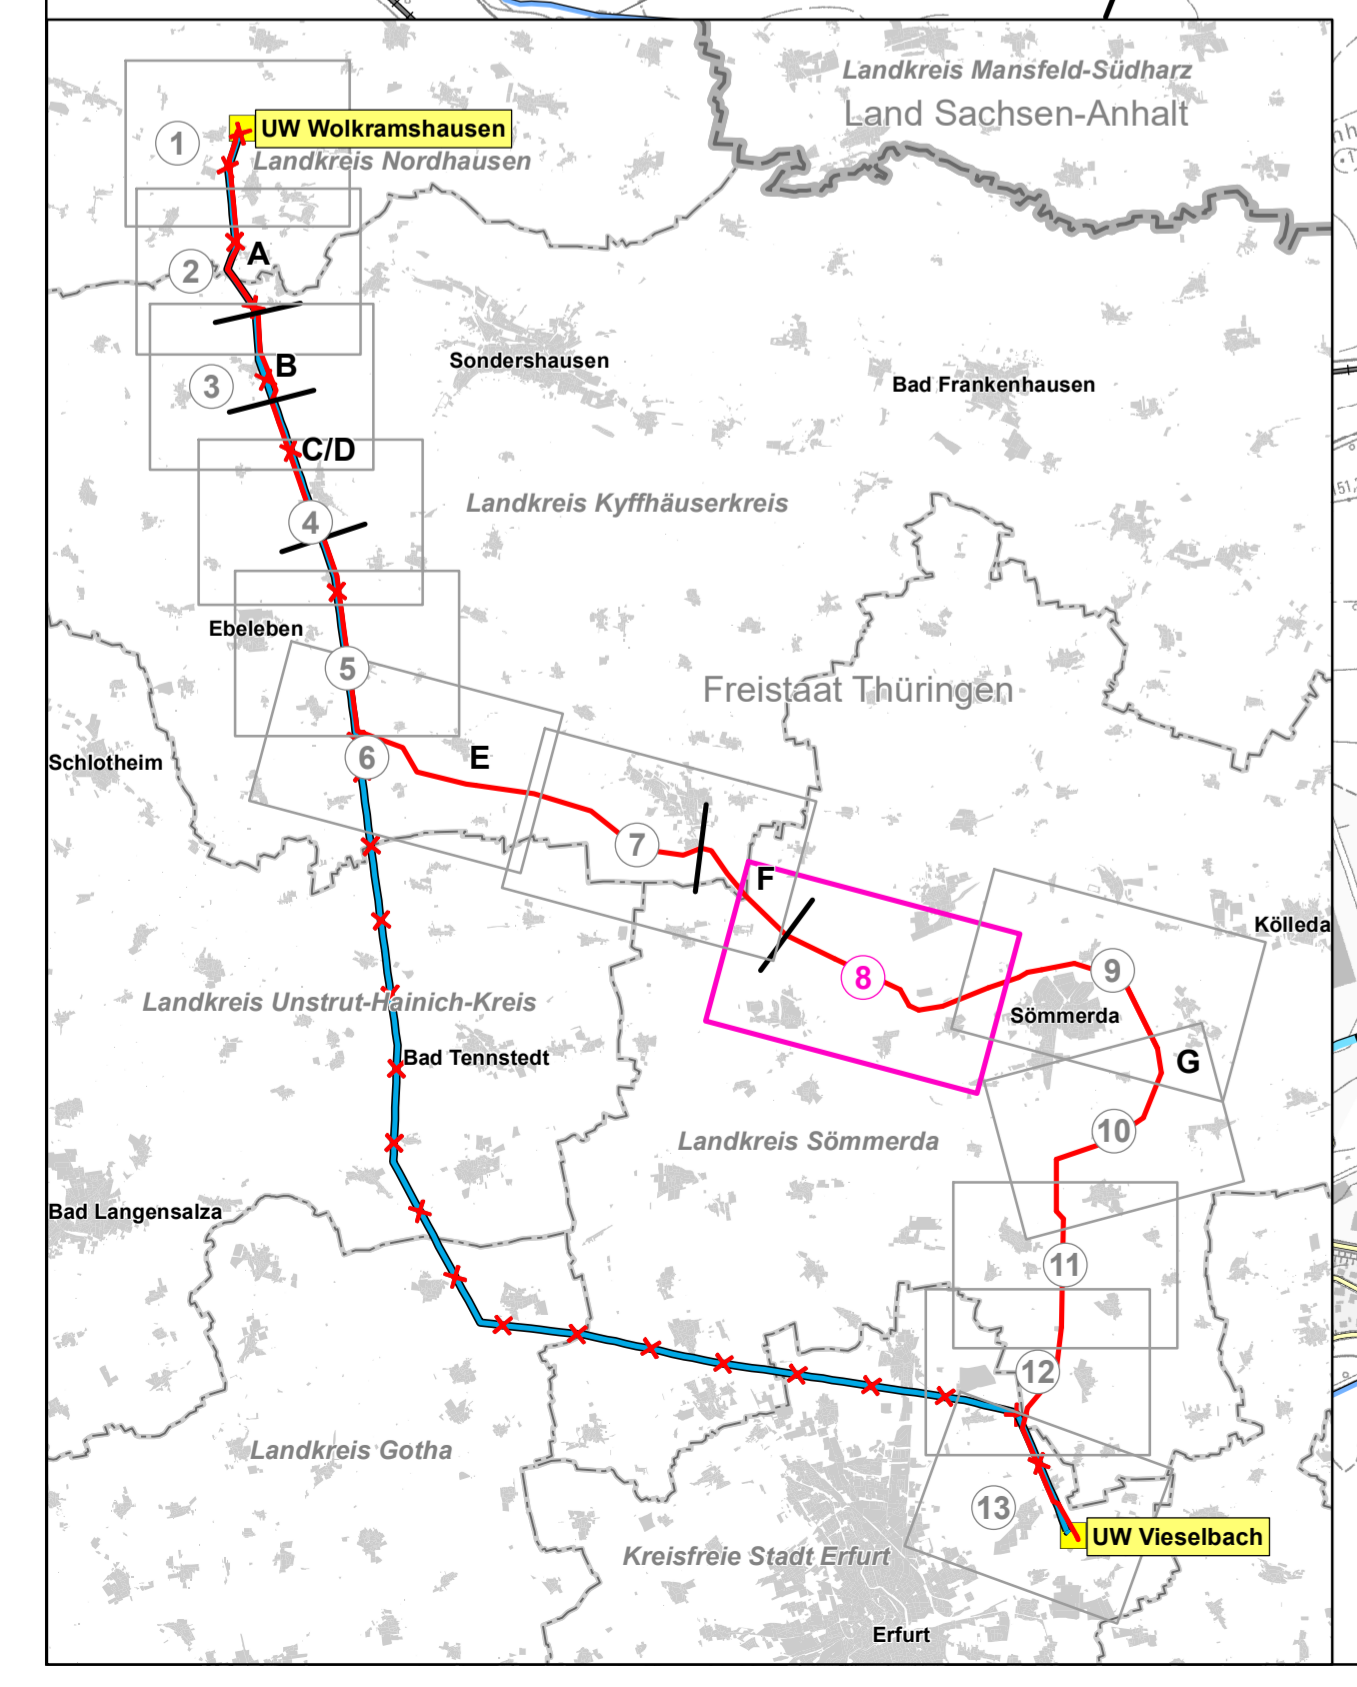 Landkreis Mansfeld-Südharz
Land Sachsen-Anhalt
UW Wolkramshausen
1
Landkreis Nordhausen
A
2
B
3
Sondershausen
Bad Frankenhausen
C/D
Landkreis Kyffhäuserkreis
4
Ebeleben
5
Freistaat Thüringen
Schlotheim
6
E
7
F
Kölleda
8
9
Landkreis Unstrut-Hainich-Kreis
Sömmerda
Bad Tennstedt
G
10
Landkreis Sömmerda
Bad Langensalza
11
12
Landkreis Gotha
13
UW Vieselbach
Kreisfreie Stadt Erfurt
Erfurt